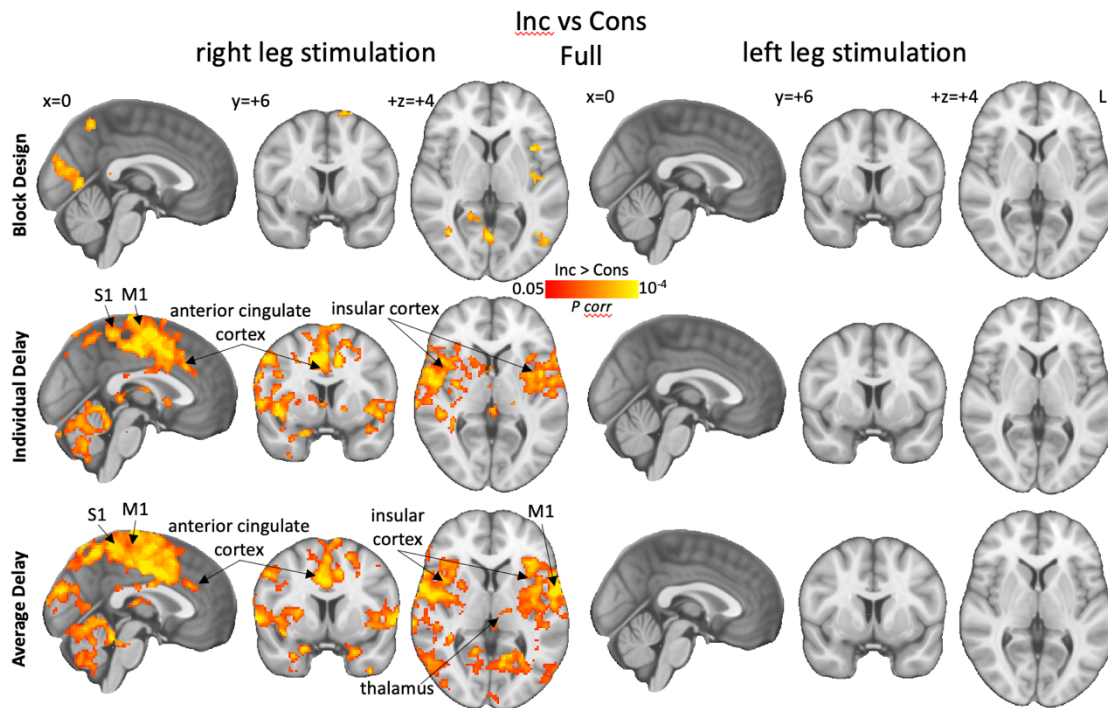 Inc vs Cons
right leg stimulation Full left leg stimulation
x=0 y=+6 +z=+4 x=0 y=+6 +z=+4 L
Block Design
Inc > Cons
0.05 10-4
P corr
S1 M1 anterior cingulate cortex insular cortex
Individual Delay
S1 M1 anterior cingulate cortex insular cortex M1
Average Delay
thalamus